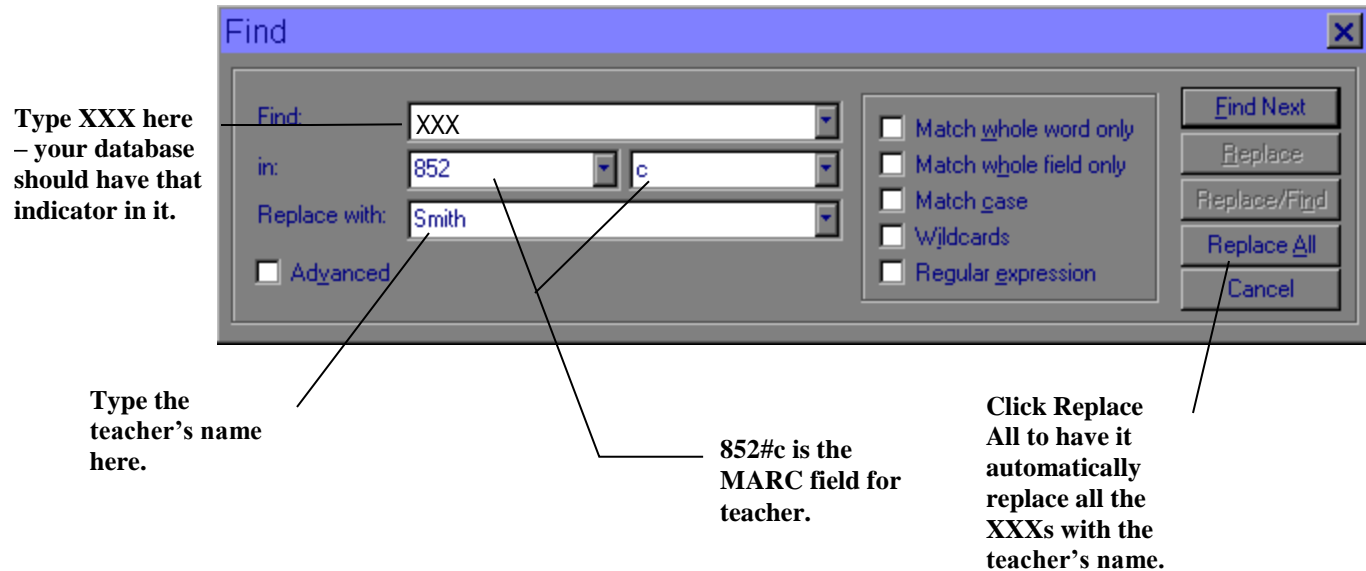 Find
Type XXX here
– your database
should have that
indicator in it.
Find:
XXX
in:
852
c
Replace with:
Smith
Advanced
Match whole word only
Match whole field only
Match case
Wildcards
Regular expression
Find Next
Replace
Replace/Find
Replace All
Cancel
Type the
teacher’s name
here.
852#c is the
MARC field for
teacher.
Click Replace
All to have it
automatically
replace all the
XXXs with the
teacher’s name.